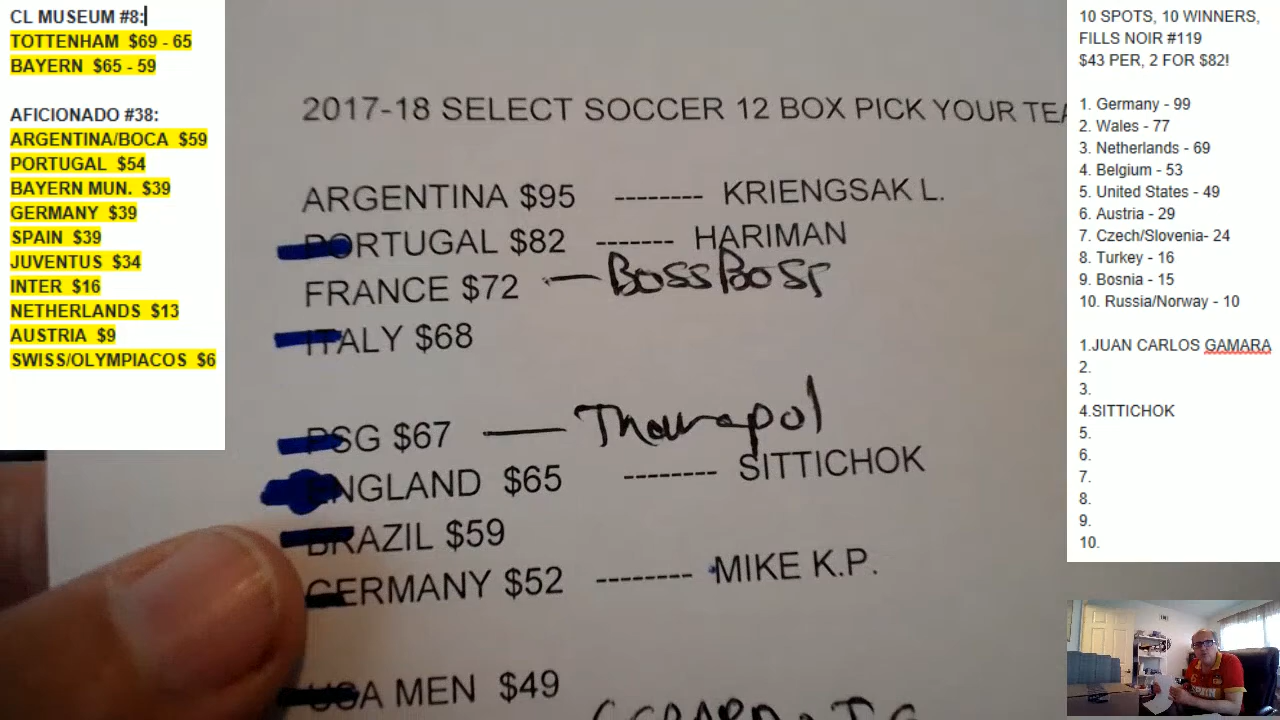 CL MUSEUM #8:
TOTTENHAM $69 - 65
BAYERN $65 - 59
AFICIONADO #38:
ARGENTINA/BOCA $59
PORTUGAL $54
BAYERN MUN. $39
GERMANY $39
SPAIN $39
JUVENTUS $34
INTER $16
NETHERLANDS $13
AUSTRIA $9
SWISS/OLYMPIACOS $6
2017-18 SELECT SOCCER 12 BOX PICK YOUR TEA
ARGENTINA $95 -------- KRIENGSAK L.
PORTUGAL $82 ------- HARIMAN
FRANCE $72 — BossBosp
ITALY $68
PSG $67 — Thanapol
ENGLAND $65 -------- SITTICHOK
BRAZIL $59
GERMANY $52 -------- MIKE K.P.
USA MEN $49
10 SPOTS, 10 WINNERS,
FILLS NOIR #119
$43 PER, 2 FOR $82!
1. Germany - 99
2. Wales - 77
3. Netherlands - 69
4. Belgium - 53
5. United States - 49
6. Austria - 29
7. Czech/Slovenia- 24
8. Turkey - 16
9. Bosnia - 15
10. Russia/Norway - 10
1.JUAN CARLOS GAMARA
2.
3.
4.SITTICHOK
5.
6.
7.
8.
9.
10.